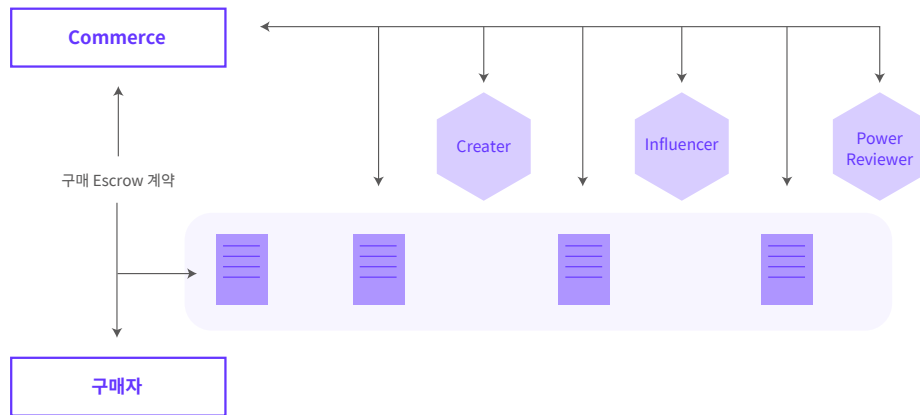 Commerce
Creater
Influencer
Power
Reviewer
구매 Escrow 계약
구매자